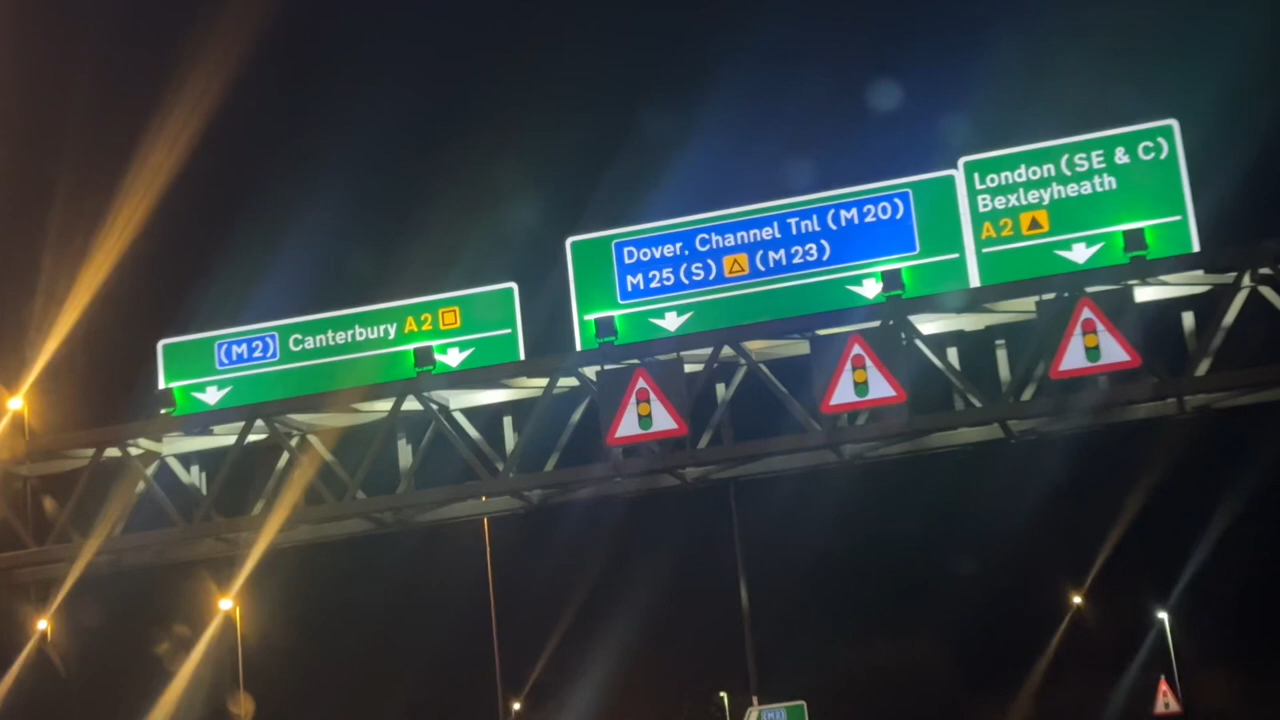 (M2) Canterbury A2
Dover, Channel Tnl (M20)
M25(S) (M23)
London (SE & C)
Bexleyheath
A2